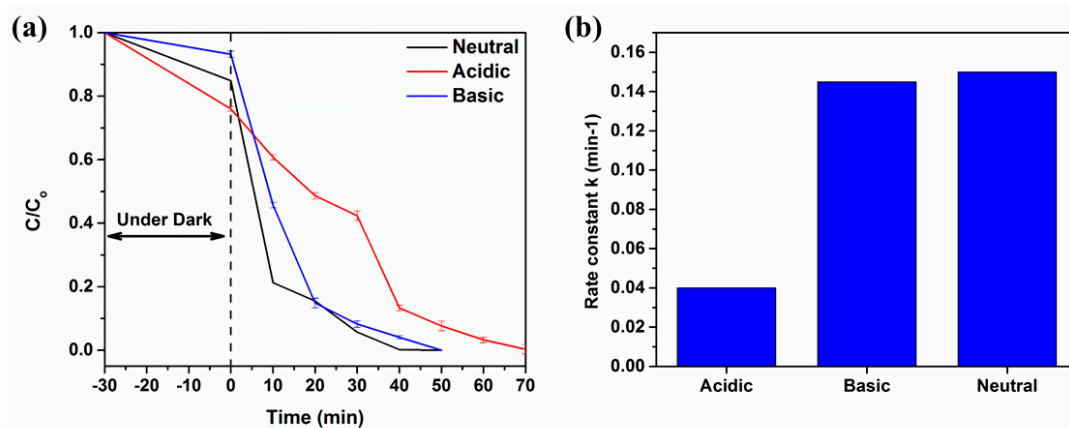 (a)
1.0
0.8
0.6
0.4
0.2
0.0
C/C₀
Neutral
Acidic
Basic
Under Dark
-30 -20 -10 0 10 20 30 40 50 60 70
Time (min)
(b)
0.16
0.14
0.12
0.10
0.08
0.06
0.04
0.02
0.00
Rate constant k (min-1)
Acidic Basic Neutral